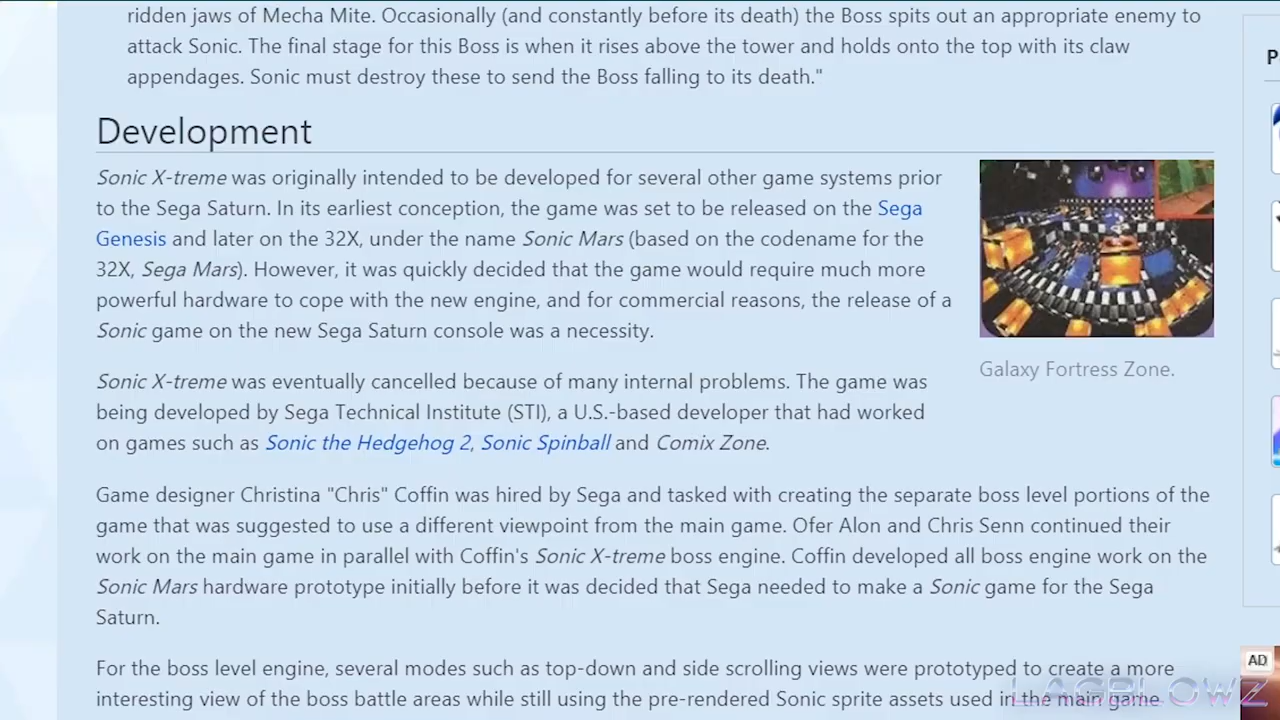 ridden jaws of Mecha Mite. Occasionally (and constantly before its death) the Boss spits out an appropriate enemy to
attack Sonic. The final stage for this Boss is when it rises above the tower and holds onto the top with its claw
appendages. Sonic must destroy these to send the Boss falling to its death."
Development
Sonic X-treme was originally intended to be developed for several other game systems prior
to the Sega Saturn. In its earliest conception, the game was set to be released on the Sega
Genesis and later on the 32X, under the name Sonic Mars (based on the codename for the
32X, Sega Mars). However, it was quickly decided that the game would require much more
powerful hardware to cope with the new engine, and for commercial reasons, the release of a
Sonic game on the new Sega Saturn console was a necessity.
Galaxy Fortress Zone.
Sonic X-treme was eventually cancelled because of many internal problems. The game was
being developed by Sega Technical Institute (STI), a U.S.-based developer that had worked
on games such as Sonic the Hedgehog 2, Sonic Spinball and Comix Zone.
Game designer Christina "Chris" Coffin was hired by Sega and tasked with creating the separate boss level portions of the
game that was suggested to use a different viewpoint from the main game. Ofer Alon and Chris Senn continued their
work on the main game in parallel with Coffin's Sonic X-treme boss engine. Coffin developed all boss engine work on the
Sonic Mars hardware prototype initially before it was decided that Sega needed to make a Sonic game for the Sega
Saturn.
For the boss level engine, several modes such as top-down and side scrolling views were prototyped to create a more
interesting view of the boss battle areas while still using the pre-rendered Sonic sprite assets used in the main game
P
AD
LAGBLOWZ